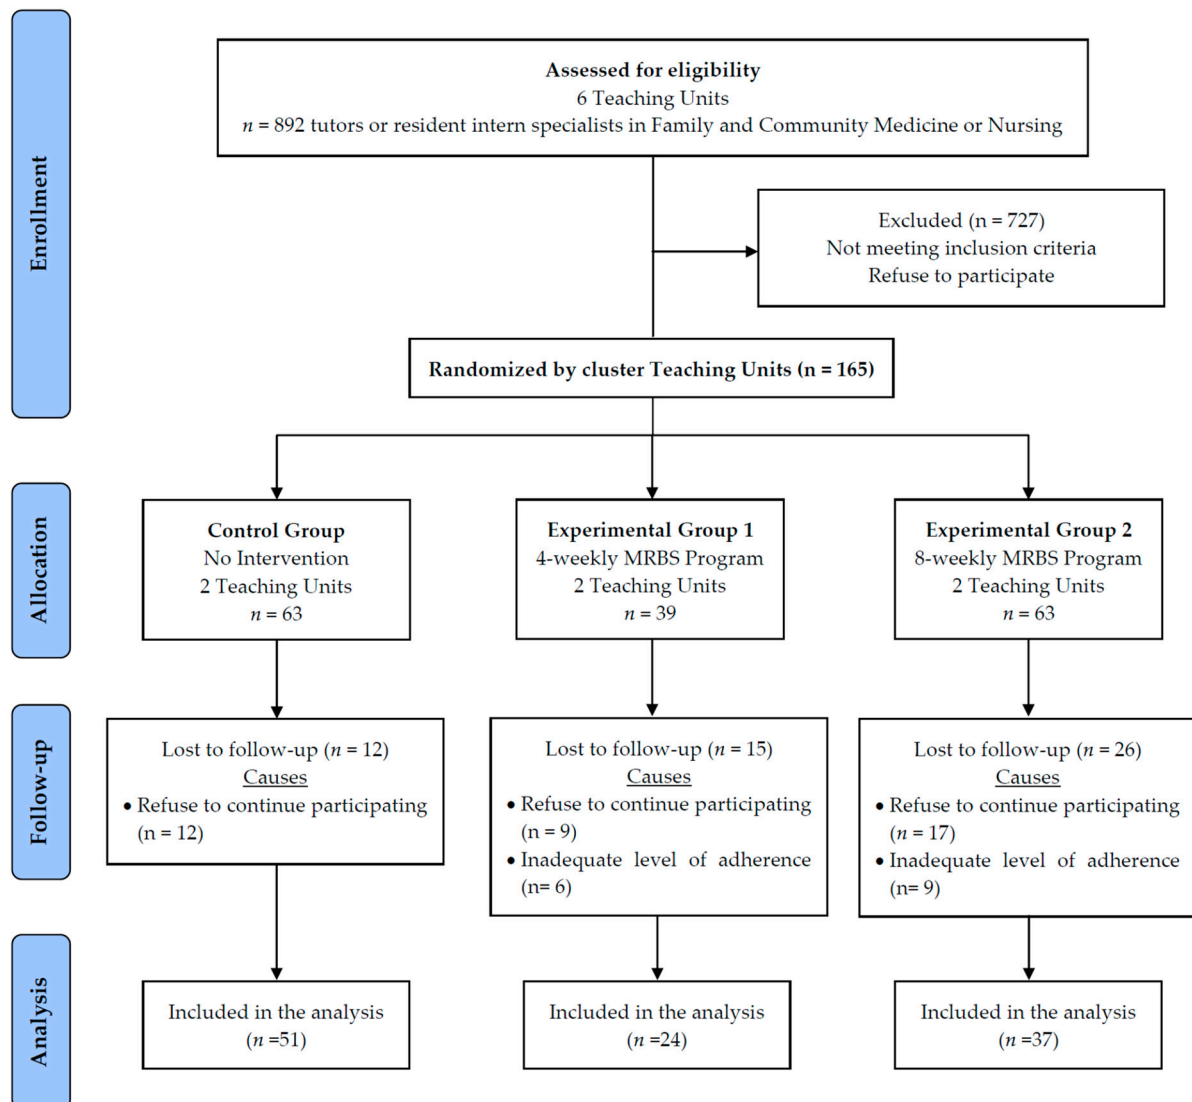 Enrollment
Assessed for eligibility
6 Teaching Units
n = 892 tutors or resident intern specialists in Family and Community Medicine or Nursing
Excluded (n = 727)
Not meeting inclusion criteria
Refuse to participate
Randomized by cluster Teaching Units (n = 165)
Allocation
Control Group
No Intervention
2 Teaching Units
n = 63
Experimental Group 1
4-weekly MRBS Program
2 Teaching Units
n = 39
Experimental Group 2
8-weekly MRBS Program
2 Teaching Units
n = 63
Follow-up
Lost to follow-up (n = 12)
Causes
• Refuse to continue participating
(n = 12)
Lost to follow-up (n = 15)
Causes
• Refuse to continue participating
(n = 9)
• Inadequate level of adherence
(n= 6)
Lost to follow-up (n = 26)
Causes
• Refuse to continue participating
(n = 17)
• Inadequate level of adherence
(n= 9)
Analysis
Included in the analysis
(n =51)
Included in the analysis
(n =24)
Included in the analysis
(n =37)